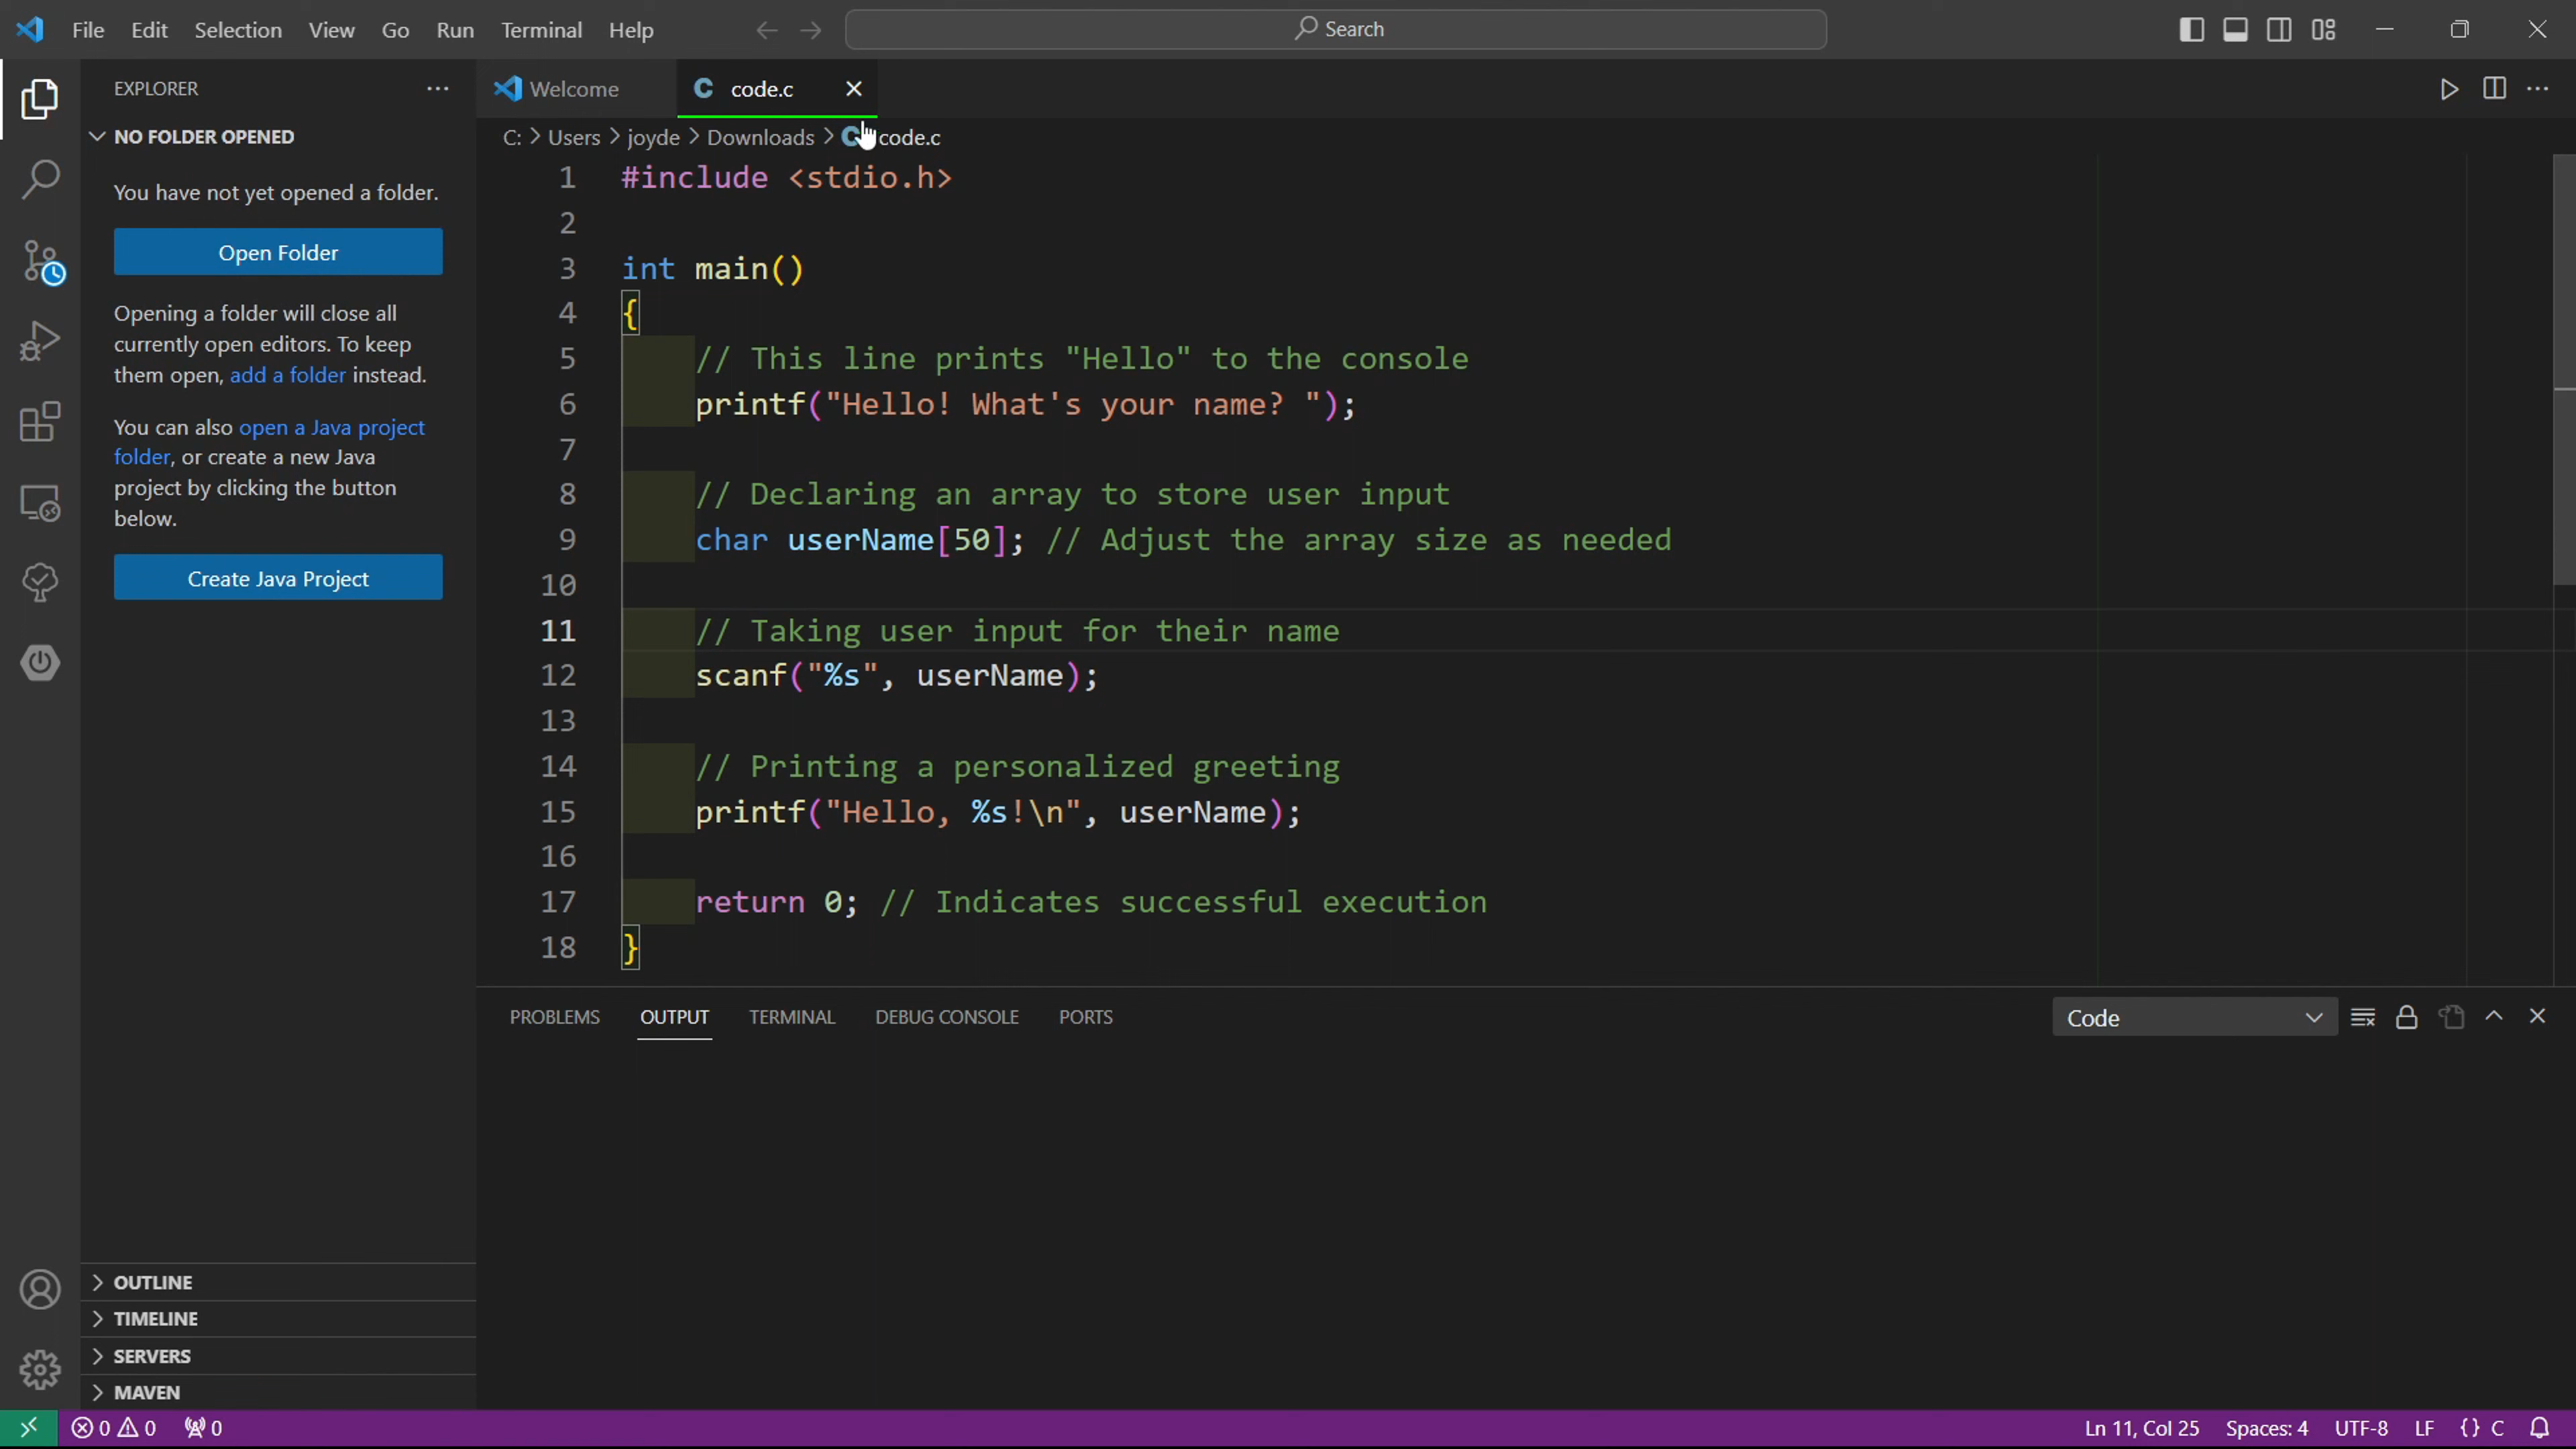 File Edit Selection View Go Run Terminal Help Search
EXPLORER
NO FOLDER OPENED
You have not yet opened a folder.
Open Folder
Opening a folder will close all
currently open editors. To keep
them open, add a folder instead.
You can also open a Java project
folder, or create a new Java
project by clicking the button
below.
Create Java Project
OUTLINE
TIMELINE
SERVERS
MAVEN
Welcome C code.c
C: > Users > joyde > Downloads > C code.c
1 #include <stdio.h>
2
3 int main()
4 {
5 // This line prints "Hello" to the console
6 printf("Hello! What's your name? ");
7
8 // Declaring an array to store user input
9 char userName[50]; // Adjust the array size as needed
10
11 // Taking user input for their name
12 scanf("%s", userName);
13
14 // Printing a personalized greeting
15 printf("Hello, %s!\n", userName);
16
17 return 0; // Indicates successful execution
18 }
PROBLEMS OUTPUT TERMINAL DEBUG CONSOLE PORTS Code
0 0 0 Ln 11, Col 25 Spaces: 4 UTF-8 LF {} C